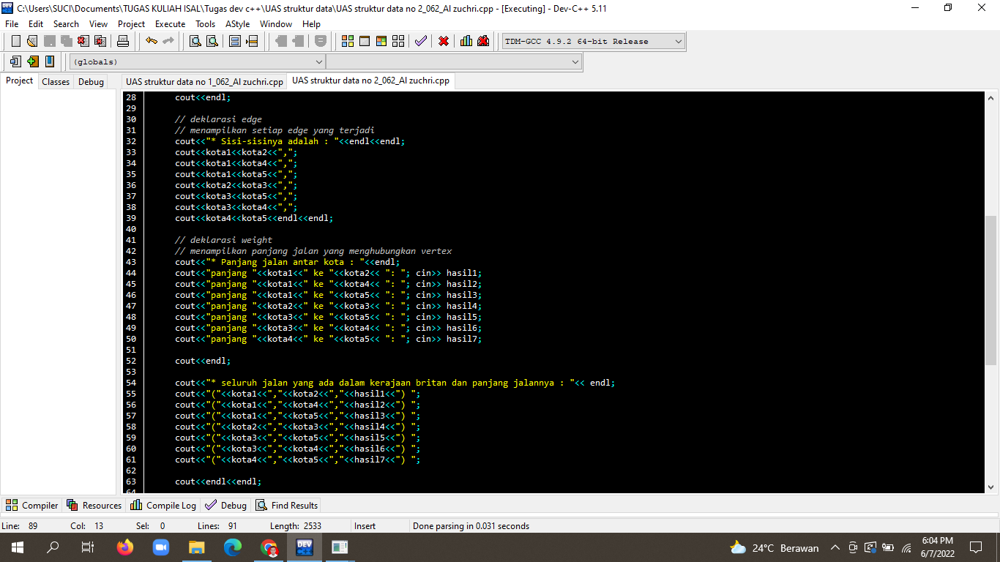 C:\Users\SUCI\Documents\TUGAS KULIAH ISAL\Tugas dev c++\UAS struktur data\UAS struktur data no 2_062_Al zuchri.cpp - [Executing] - Dev-C++ 5.11
File Edit Search View Project Execute Tools AStyle Window Help
TDM-GCC 4.9.2 64-bit Release
(globals)
Project Classes Debug
UAS struktur data no 1_062_Al zuchri.cpp UAS struktur data no 2_062_Al zuchri.cpp
28 cout<<endl;
29
30 // deklarasi edge
31 // menampilkan setiap edge yang terjadi
32 cout<<"* Sisi-sisinya adalah : "<<endl<<endl;
33 cout<<kota1<<kota2<<",";
34 cout<<kota1<<kota4<<",";
35 cout<<kota1<<kota5<<",";
36 cout<<kota2<<kota3<<",";
37 cout<<kota3<<kota5<<",";
38 cout<<kota3<<kota4<<",";
39 cout<<kota4<<kota5<<endl<<endl;
40
41 // deklarasi weight
42 // menampilkan panjang jalan yang menghubungkan vertex
43 cout<<"* Panjang jalan antar kota : "<<endl;
44 cout<<"panjang "<<kota1<<" ke "<<kota2<< ": "; cin>> hasil1;
45 cout<<"panjang "<<kota1<<" ke "<<kota4<< ": "; cin>> hasil2;
46 cout<<"panjang "<<kota1<<" ke "<<kota5<< ": "; cin>> hasil3;
47 cout<<"panjang "<<kota2<<" ke "<<kota3<< ": "; cin>> hasil4;
48 cout<<"panjang "<<kota3<<" ke "<<kota5<< ": "; cin>> hasil5;
49 cout<<"panjang "<<kota3<<" ke "<<kota4<< ": "; cin>> hasil6;
50 cout<<"panjang "<<kota4<<" ke "<<kota5<< ": "; cin>> hasil7;
51
52 cout<<endl;
53
54 cout<<"* seluruh jalan yang ada dalam kerajaan britan dan panjang jalannya : "<< endl;
55 cout<<"("<<kota1<<","<<kota2<<","<<hasil1<<") ";
56 cout<<"("<<kota1<<","<<kota4<<","<<hasil2<<") ";
57 cout<<"("<<kota1<<","<<kota5<<","<<hasil3<<") ";
58 cout<<"("<<kota2<<","<<kota3<<","<<hasil4<<") ";
59 cout<<"("<<kota3<<","<<kota5<<","<<hasil5<<") ";
60 cout<<"("<<kota3<<","<<kota4<<","<<hasil6<<") ";
61 cout<<"("<<kota4<<","<<kota5<<","<<hasil7<<") ";
62
63 cout<<endl<<endl;
64
Compiler Resources Compile Log Debug Find Results
Line: 89 Col: 13 Sel: 0 Lines: 91 Length: 2533 Insert Done parsing in 0.031 seconds
DEV
24°C Berawan
6:04 PM
6/7/2022